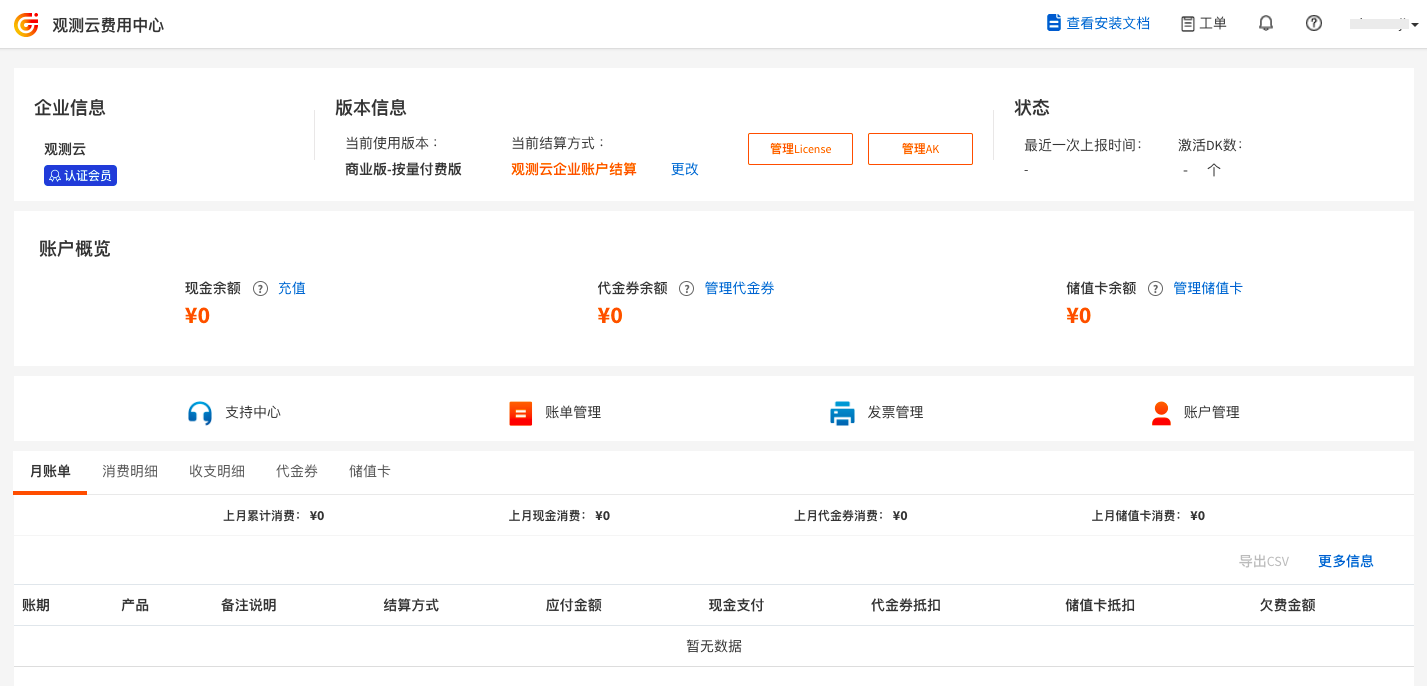 观测云费用中心
查看安装文档 工单
企业信息 版本信息 状态
观测云 当前使用版本： 当前结算方式： 管理License 管理AK 最近一次上报时间： 激活DK数：
认证会员 商业版-按量付费版 观测云企业账户结算 更改 - - 个
账户概览
现金余额 ? 充值 代金券余额 ? 管理代金券 储值卡余额 ? 管理储值卡
¥0 ¥0 ¥0
支持中心 账单管理 发票管理 账户管理
月账单 消费明细 收支明细 代金券 储值卡
上月累计消费： ¥0 上月现金消费： ¥0 上月代金券消费： ¥0 上月储值卡消费： ¥0
导出CSV 更多信息
账期 产品 备注说明 结算方式 应付金额 现金支付 代金券抵扣 储值卡抵扣 欠费金额
暂无数据